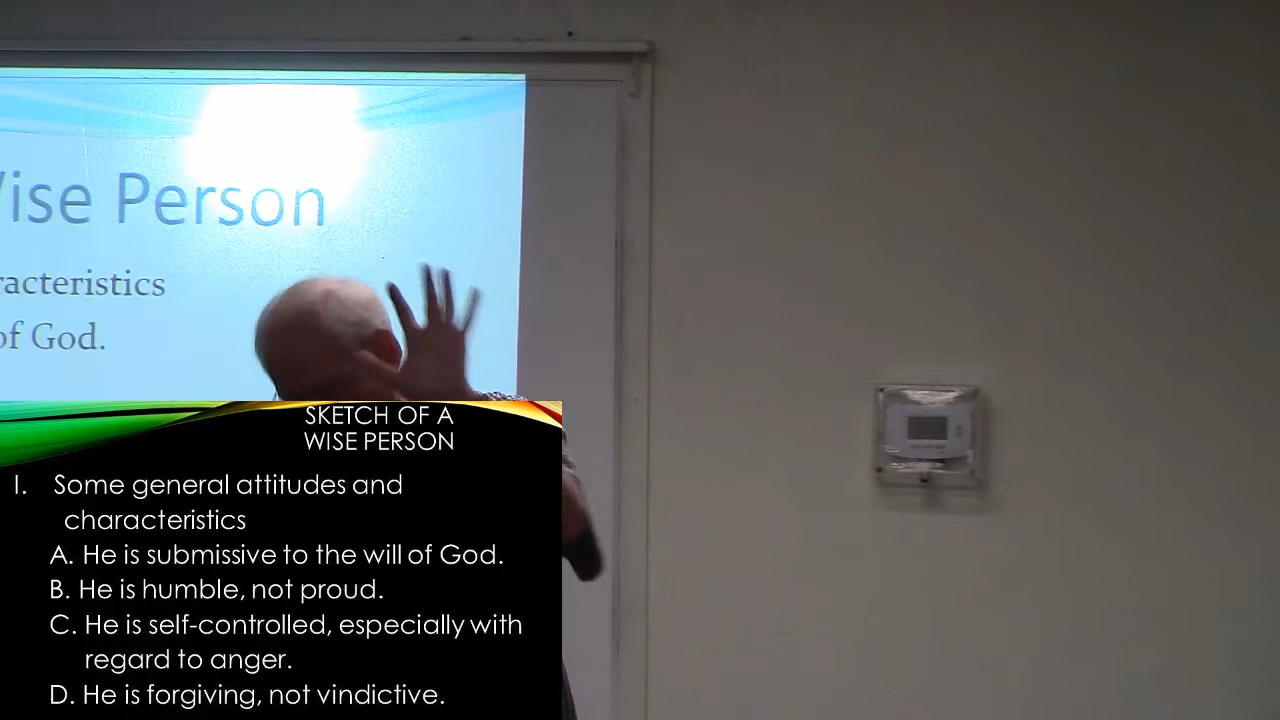 ise Person
racteristics
of God.
SKETCH OF A
WISE PERSON
I. Some general attitudes and
characteristics
A. He is submissive to the will of God.
B. He is humble, not proud.
C. He is self-controlled, especially with
regard to anger.
D. He is forgiving, not vindictive.